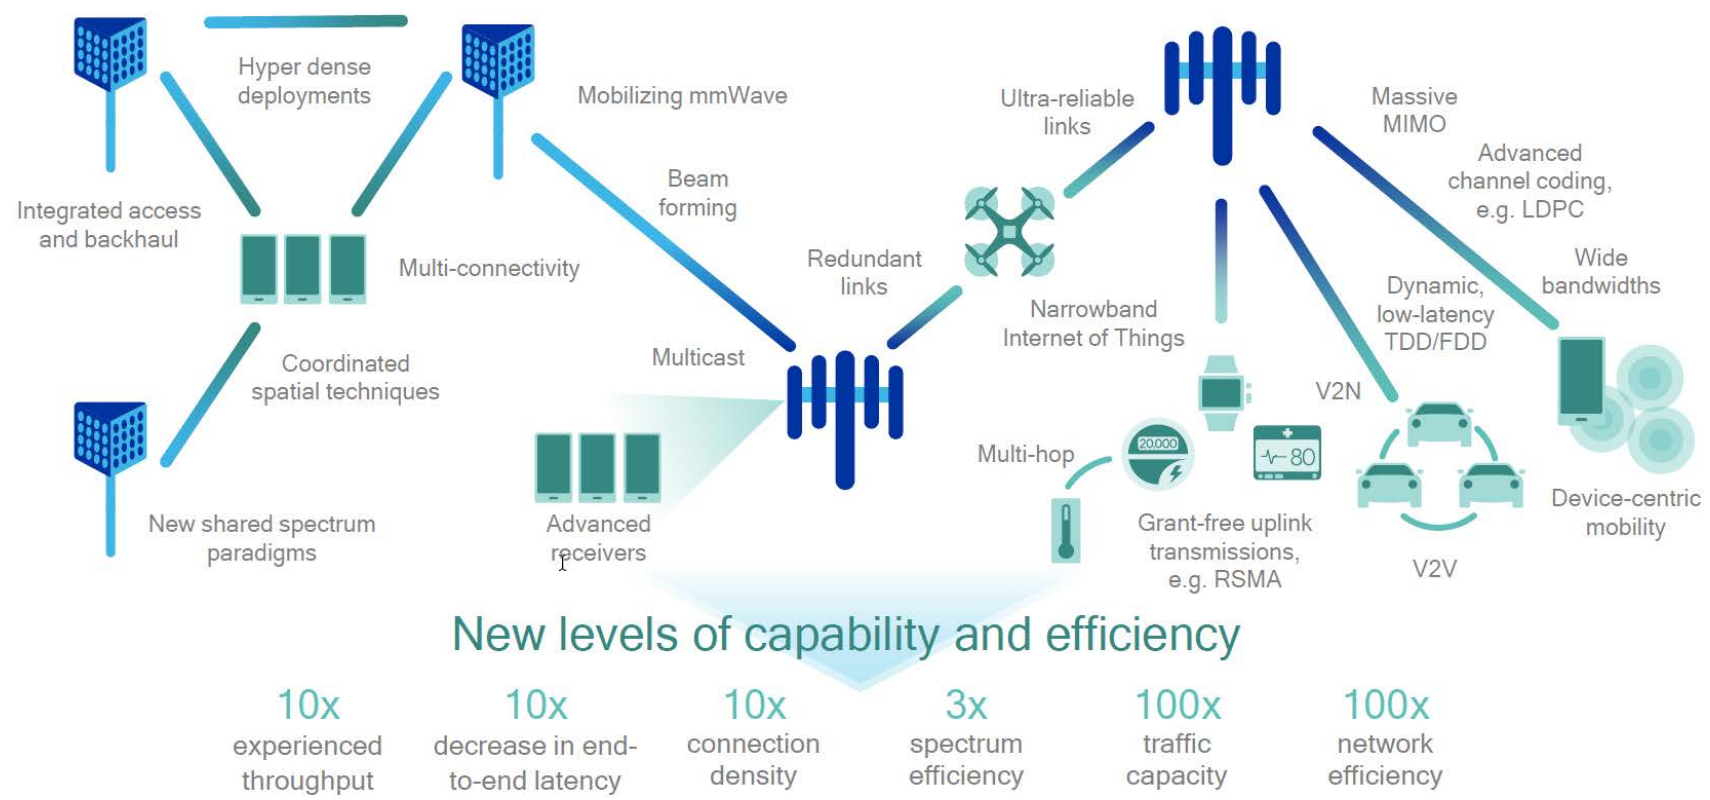 Hyper dense
deployments
Mobilizing mmWave
Ultra-reliable
links
Massive
MIMO
Advanced
channel coding,
e.g. LDPC
Beam
forming
Integrated access
and backhaul
Multi-connectivity
Redundant
links
Wide
bandwidths
Narrowband
Internet of Things
Dynamic,
low-latency
TDD/FDD
Multicast
Coordinated
spatial techniques
V2N
20,000
80
Multi-hop
Device-centric
mobility
New shared spectrum
paradigms
Advanced
receivers
Grant-free uplink
transmissions,
e.g. RSMA
V2V
New levels of capability and efficiency
10x
experienced
throughput
10x
decrease in end-
to-end latency
10x
connection
density
3x
spectrum
efficiency
100x
traffic
capacity
100x
network
efficiency